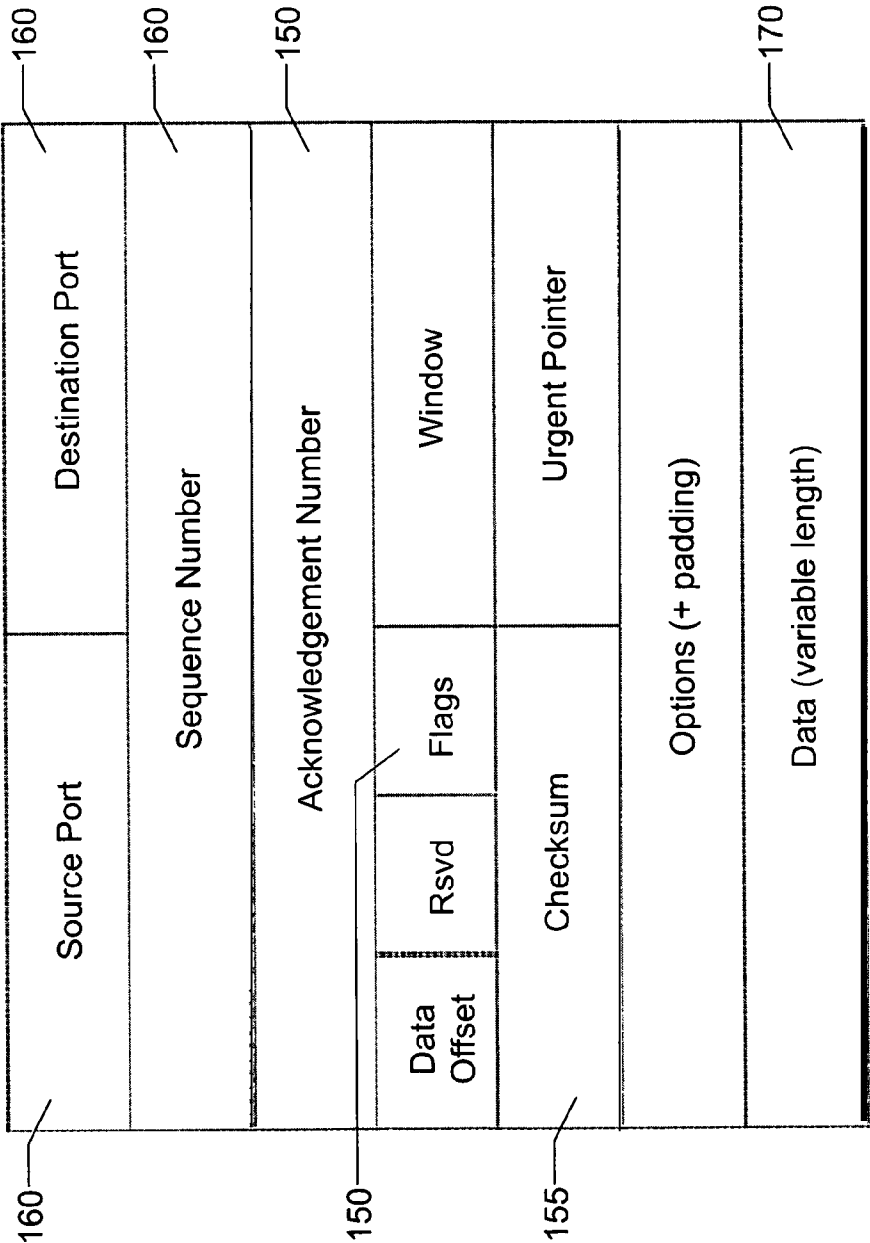 160
Source Port
Destination Port
160
Sequence Number
160
Acknowledgement Number
150
150
Data
Offset
Rsvd
Flags
Window
155
Checksum
Urgent Pointer
Options (+ padding)
Data (variable length)
170